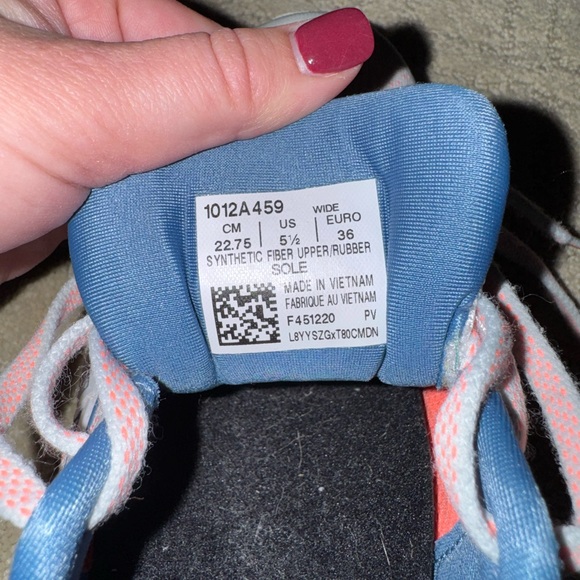 1012A459
WIDE
CM US EURO
22.75 5½ 36
SYNTHETIC FIBER UPPER/RUBBER
SOLE
MADE IN VIETNAM
FABRIQUE AU VIETNAM
F451220 PV
L8YYSZGxT80CMDN